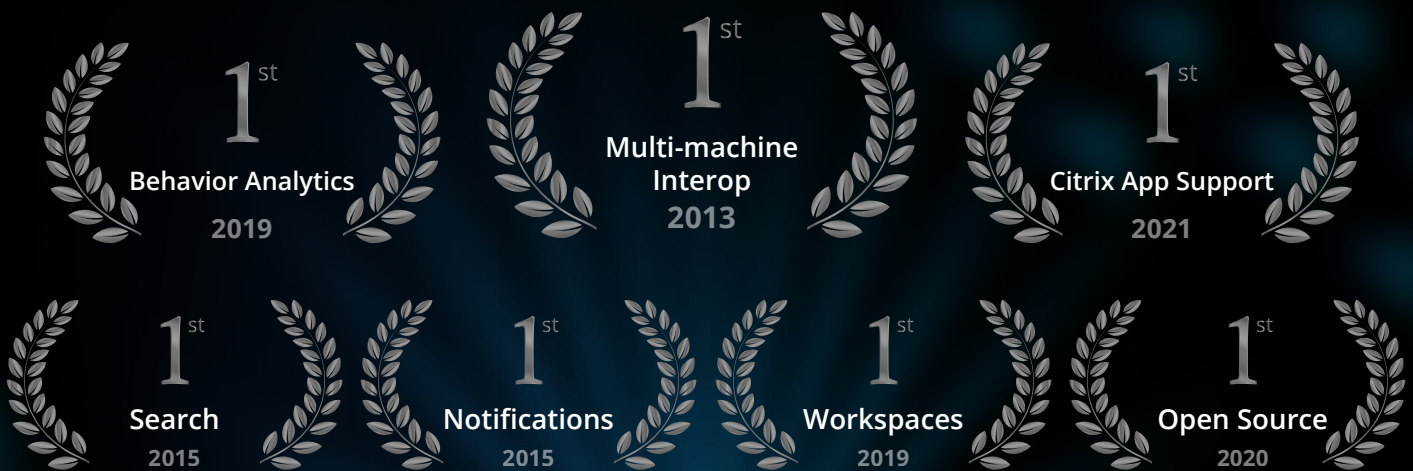 1st
Behavior Analytics
2019
1st
Multi-machine
Interop
2013
1st
Citrix App Support
2021
1st
Search
2015
1st
Notifications
2015
1st
Workspaces
2019
1st
Open Source
2020